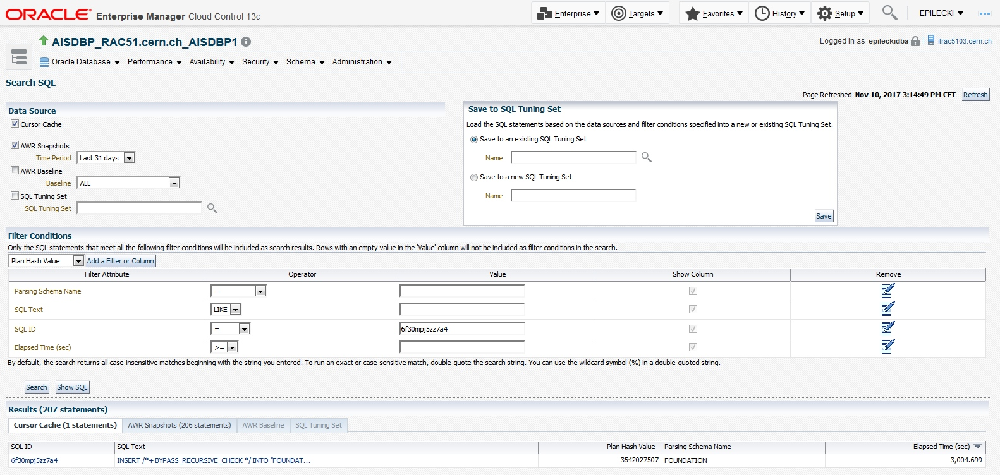 ORACLE Enterprise Manager Cloud Control 13c Enterprise Targets Favorites History Setup EPILECKI
AISDBP_RAC51.cern.ch_AISDBP1
Logged in as epileckidba itrac5103.cern.ch
Oracle Database Performance Availability Security Schema Administration
Search SQL
Page Refreshed Nov 10, 2017 3:14:49 PM CET Refresh
Data Source
Cursor Cache
AWR Snapshots
Time Period Last 31 days
AWR Baseline
Baseline ALL
SQL Tuning Set
SQL Tuning Set
Save to SQL Tuning Set
Load the SQL statements based on the data sources and filter conditions specified into a new or existing SQL Tuning Set.
Save to an existing SQL Tuning Set
Name
Save to a new SQL Tuning Set
Name
Save
Filter Conditions
Only the SQL statements that meet all the following filter conditions will be included as search results. Rows with an empty value in the 'Value' column will not be included as filter conditions in the search.
Plan Hash Value Add a Filter or Column
Filter Attribute Operator Value Show Column Remove
Parsing Schema Name =
SQL Text LIKE
SQL ID = 6f30mpj5zz7a4
Elapsed Time (sec) >=
By default, the search returns all case-insensitive matches beginning with the string you entered. To run an exact or case-sensitive match, double-quote the search string. You can use the wildcard symbol (%) in a double-quoted string.
Search Show SQL
Results (207 statements)
Cursor Cache (1 statements) AWR Snapshots (206 statements) AWR Baseline SQL Tuning Set
SQL ID SQL Text Plan Hash Value Parsing Schema Name Elapsed Time (sec)
6f30mpj5zz7a4 INSERT /*+ BYPASS_RECURSIVE_CHECK */ INTO "FOUNDAT... 3542027507 FOUNDATION 3,004.699